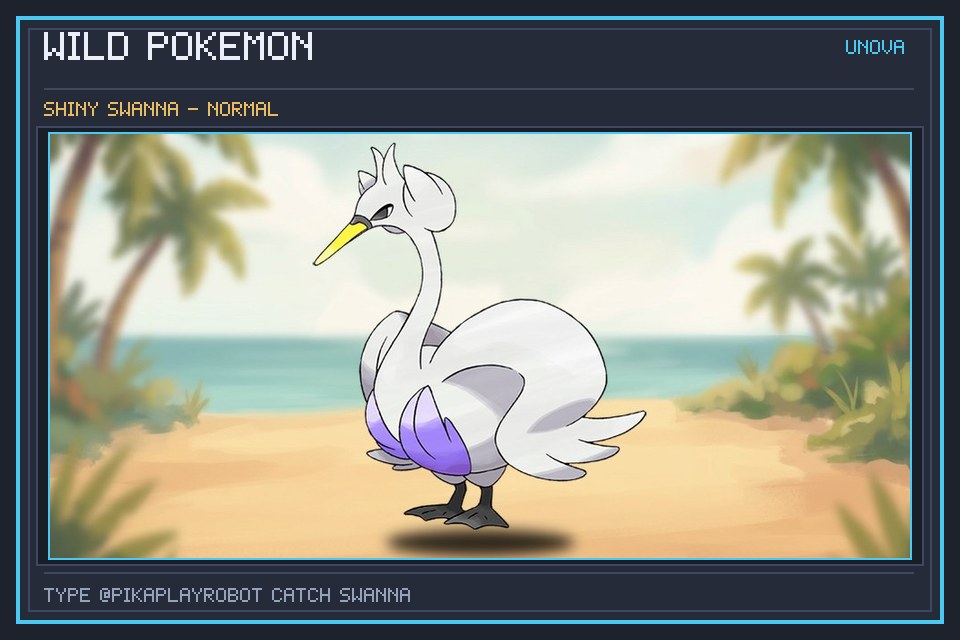 WILD POKEMON
UNOVA
SHINY SWANNA - NORMAL
TYPE @PIKAPLAYROBOT CATCH SWANNA